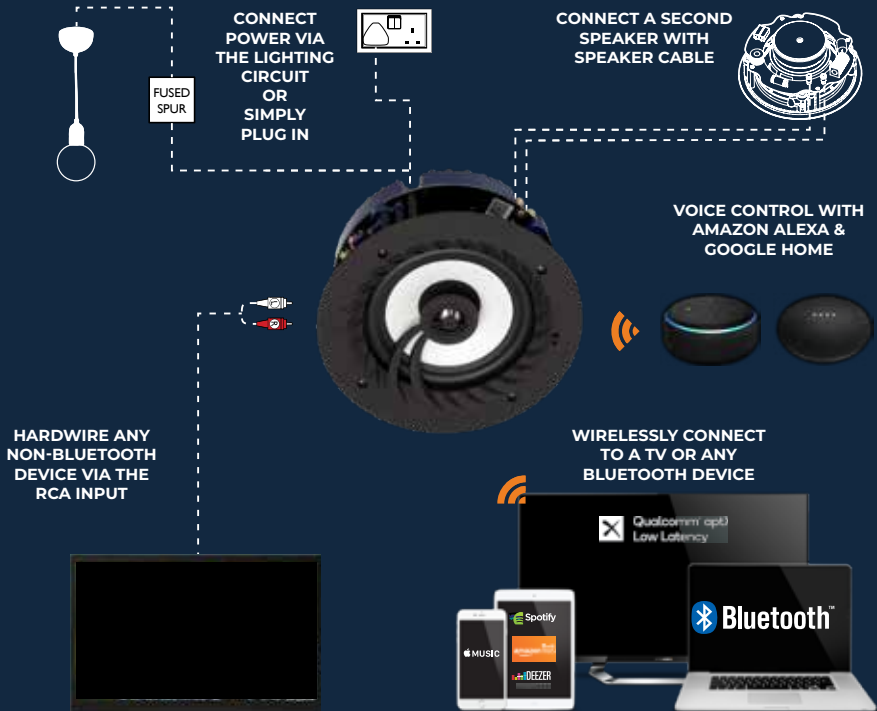 CONNECT
POWER VIA
THE LIGHTING
CIRCUIT
OR
SIMPLY
PLUG IN
FUSED
SPUR
CONNECT A SECOND
SPEAKER WITH
SPEAKER CABLE
VOICE CONTROL WITH
AMAZON ALEXA &
GOOGLE HOME
R
HARDWIRE ANY
NON-BLUETOOTH
DEVICE VIA THE
RCA INPUT
WIRELESSLY CONNECT
TO A TV OR ANY
BLUETOOTH DEVICE
Qualcomm
Low Latency
Spotify
MUSIC
amazon
DEEZER
Bluetooth™